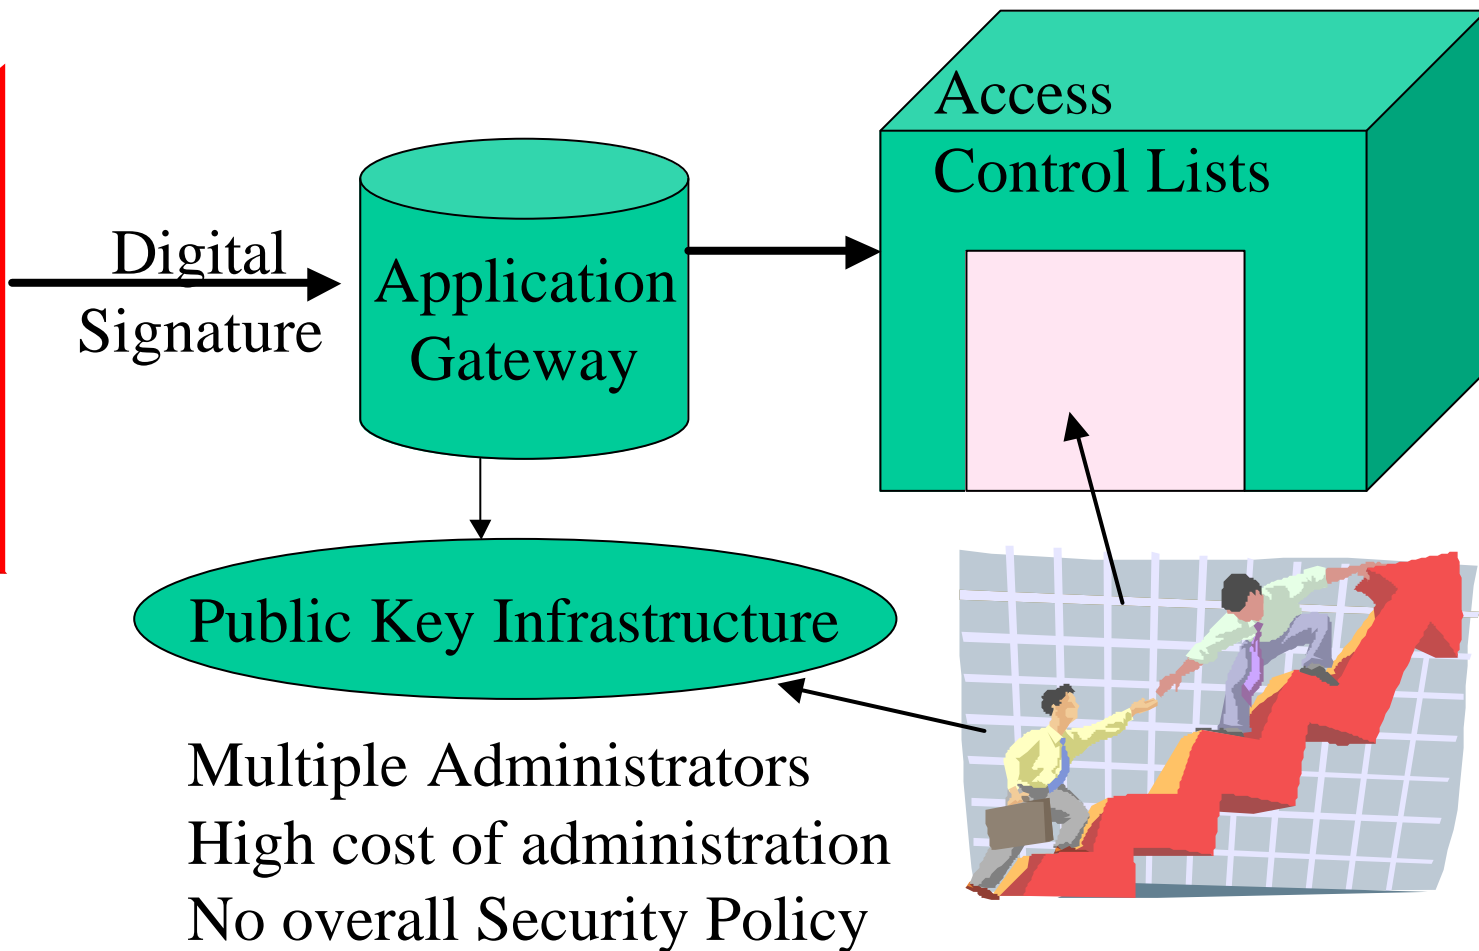 Access
Control Lists
Digital
Signature
Application
Gateway
Public Key Infrastructure
Multiple Administrators
High cost of administration
No overall Security Policy